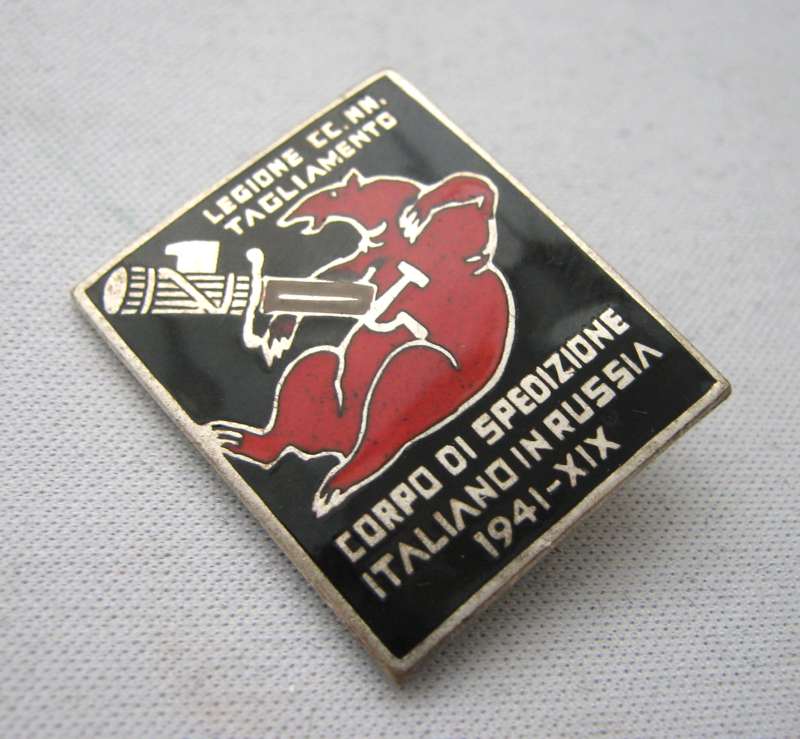 LEGIONE CC.NN.
TAGLIAMENTO
CORPO DI SPEDIZIONE
ITALIANO IN RUSSIA
1941-XIX